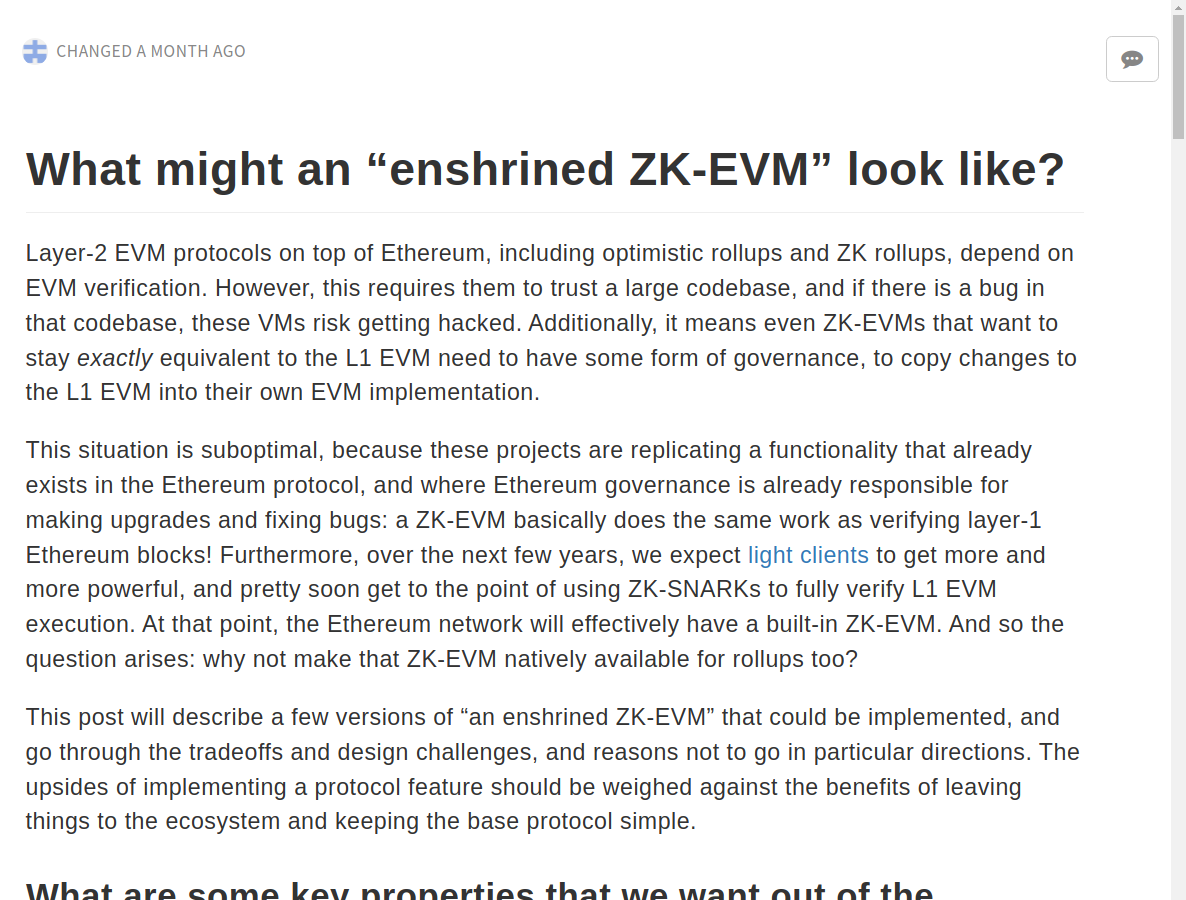 CHANGED A MONTH AGO
What might an “enshrined ZK-EVM” look like?
Layer-2 EVM protocols on top of Ethereum, including optimistic rollups and ZK rollups, depend on
EVM verification. However, this requires them to trust a large codebase, and if there is a bug in
that codebase, these VMs risk getting hacked. Additionally, it means even ZK-EVMs that want to
stay exactly equivalent to the L1 EVM need to have some form of governance, to copy changes to
the L1 EVM into their own EVM implementation.
This situation is suboptimal, because these projects are replicating a functionality that already
exists in the Ethereum protocol, and where Ethereum governance is already responsible for
making upgrades and fixing bugs: a ZK-EVM basically does the same work as verifying layer-1
Ethereum blocks! Furthermore, over the next few years, we expect light clients to get more and
more powerful, and pretty soon get to the point of using ZK-SNARKs to fully verify L1 EVM
execution. At that point, the Ethereum network will effectively have a built-in ZK-EVM. And so the
question arises: why not make that ZK-EVM natively available for rollups too?
This post will describe a few versions of “an enshrined ZK-EVM” that could be implemented, and
go through the tradeoffs and design challenges, and reasons not to go in particular directions. The
upsides of implementing a protocol feature should be weighed against the benefits of leaving
things to the ecosystem and keeping the base protocol simple.
What are some key properties that we want out of the